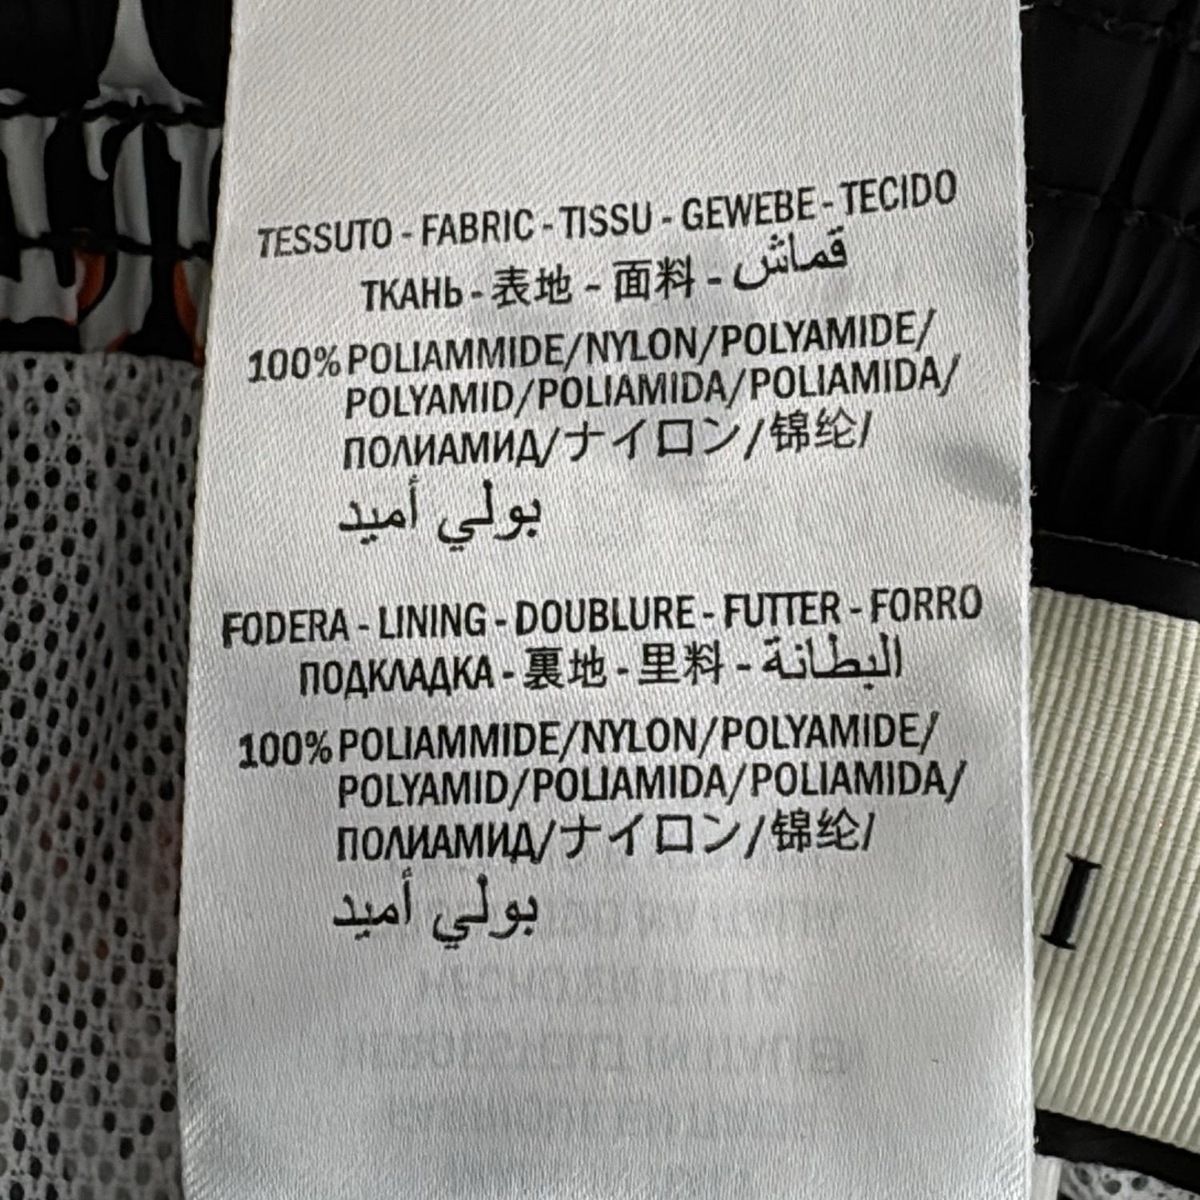 TESSUTO - FABRIC - TISSU - GEWEBE - TECIDO
ТКАНЬ - 表地 - 面料 - قماش
100% POLIAMMIDE/NYLON/POLYAMIDE/
POLYAMID/POLIAMIDA/POLIAMIDA/
ПОЛИАМИД/ナイロン/锦纶/
بولي أميد
FODERA - LINING - DOUBLURE - FUTTER - FORRO
ПОДКЛАДКА - 裏地 - 里料 - البطانة
100% POLIAMMIDE/NYLON/POLYAMIDE/
POLYAMID/POLIAMIDA/POLIAMIDA/
ПОЛИАМИД/ナイロン/锦纶/
بولي أميد
I